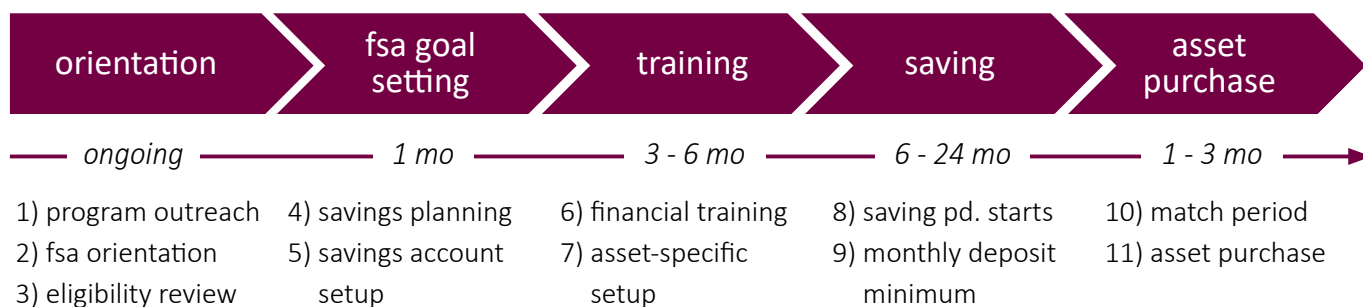 orientation
fsa goal
setting
training
saving
asset
purchase
ongoing
1 mo
3 - 6 mo
6 - 24 mo
1 - 3 mo
1) program outreach
2) fsa orientation
3) eligibility review
4) savings planning
5) savings account
setup
6) financial training
7) asset-specific
setup
8) saving pd. starts
9) monthly deposit
minimum
10) match period
11) asset purchase